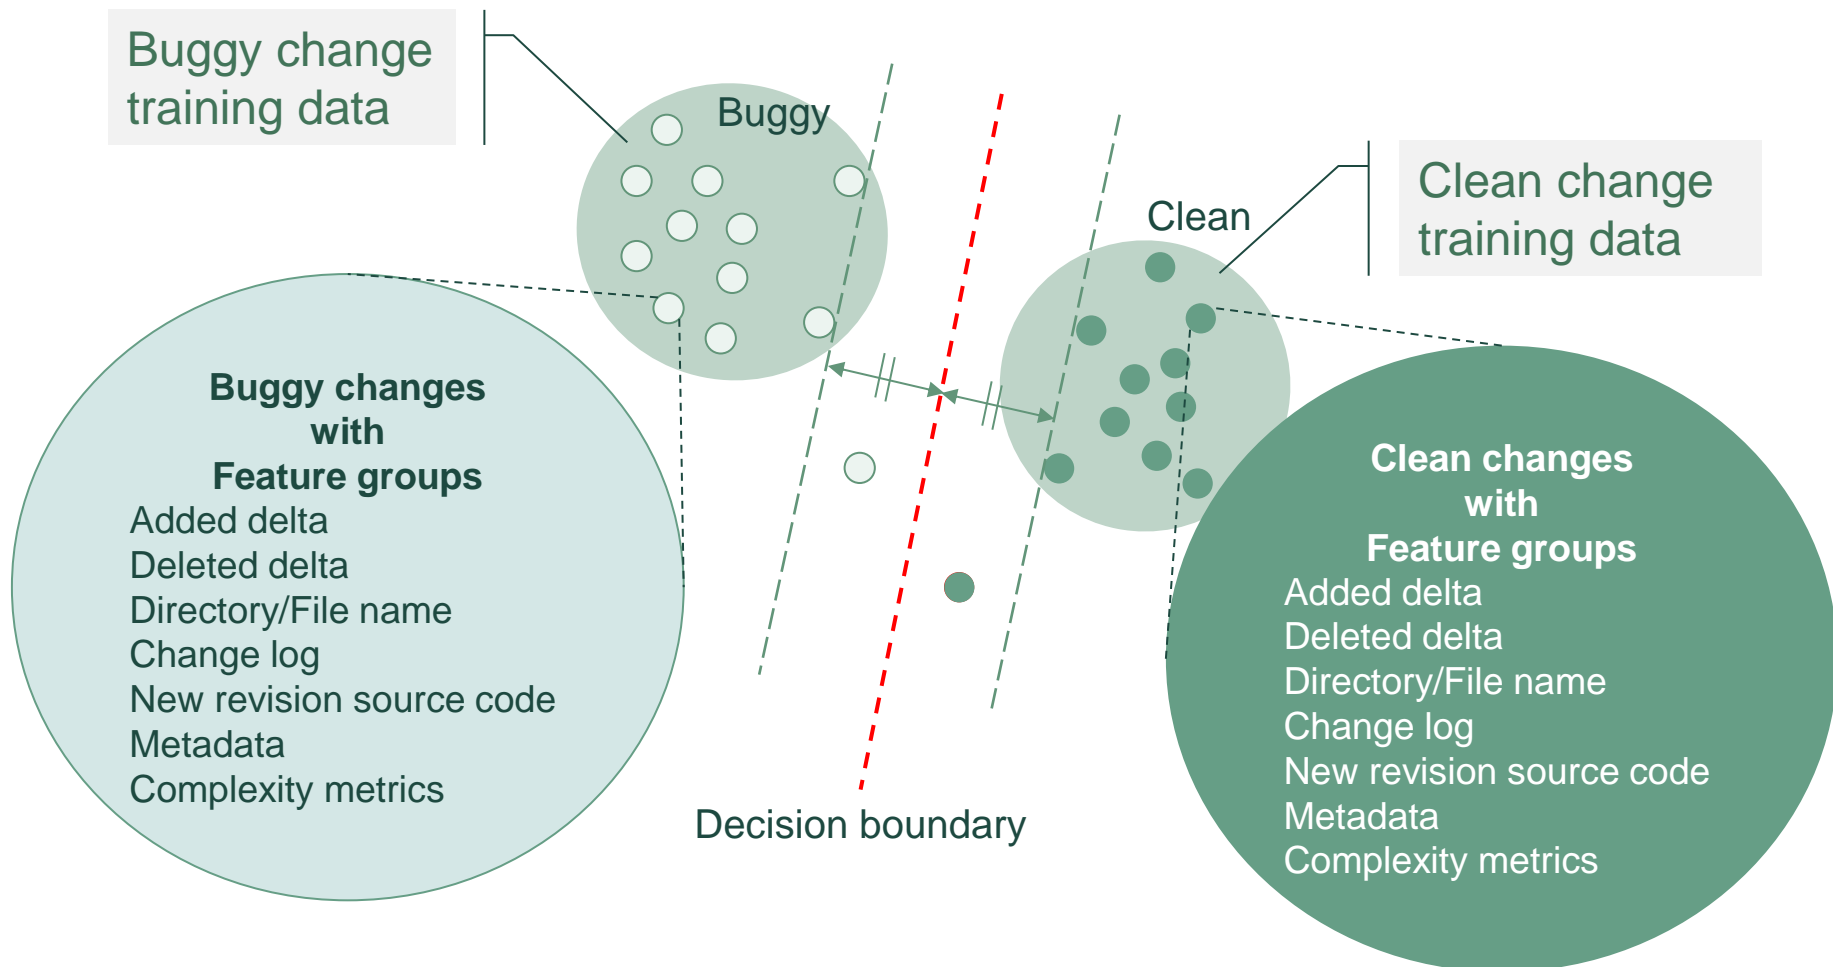 Buggy change
training data
Buggy
Clean change
training data
Clean
Buggy changes
with
Feature groups
Added delta
Deleted delta
Directory/File name
Change log
New revision source code
Metadata
Complexity metrics
Clean changes
with
Feature groups
Added delta
Deleted delta
Directory/File name
Change log
New revision source code
Metadata
Complexity metrics
Decision boundary